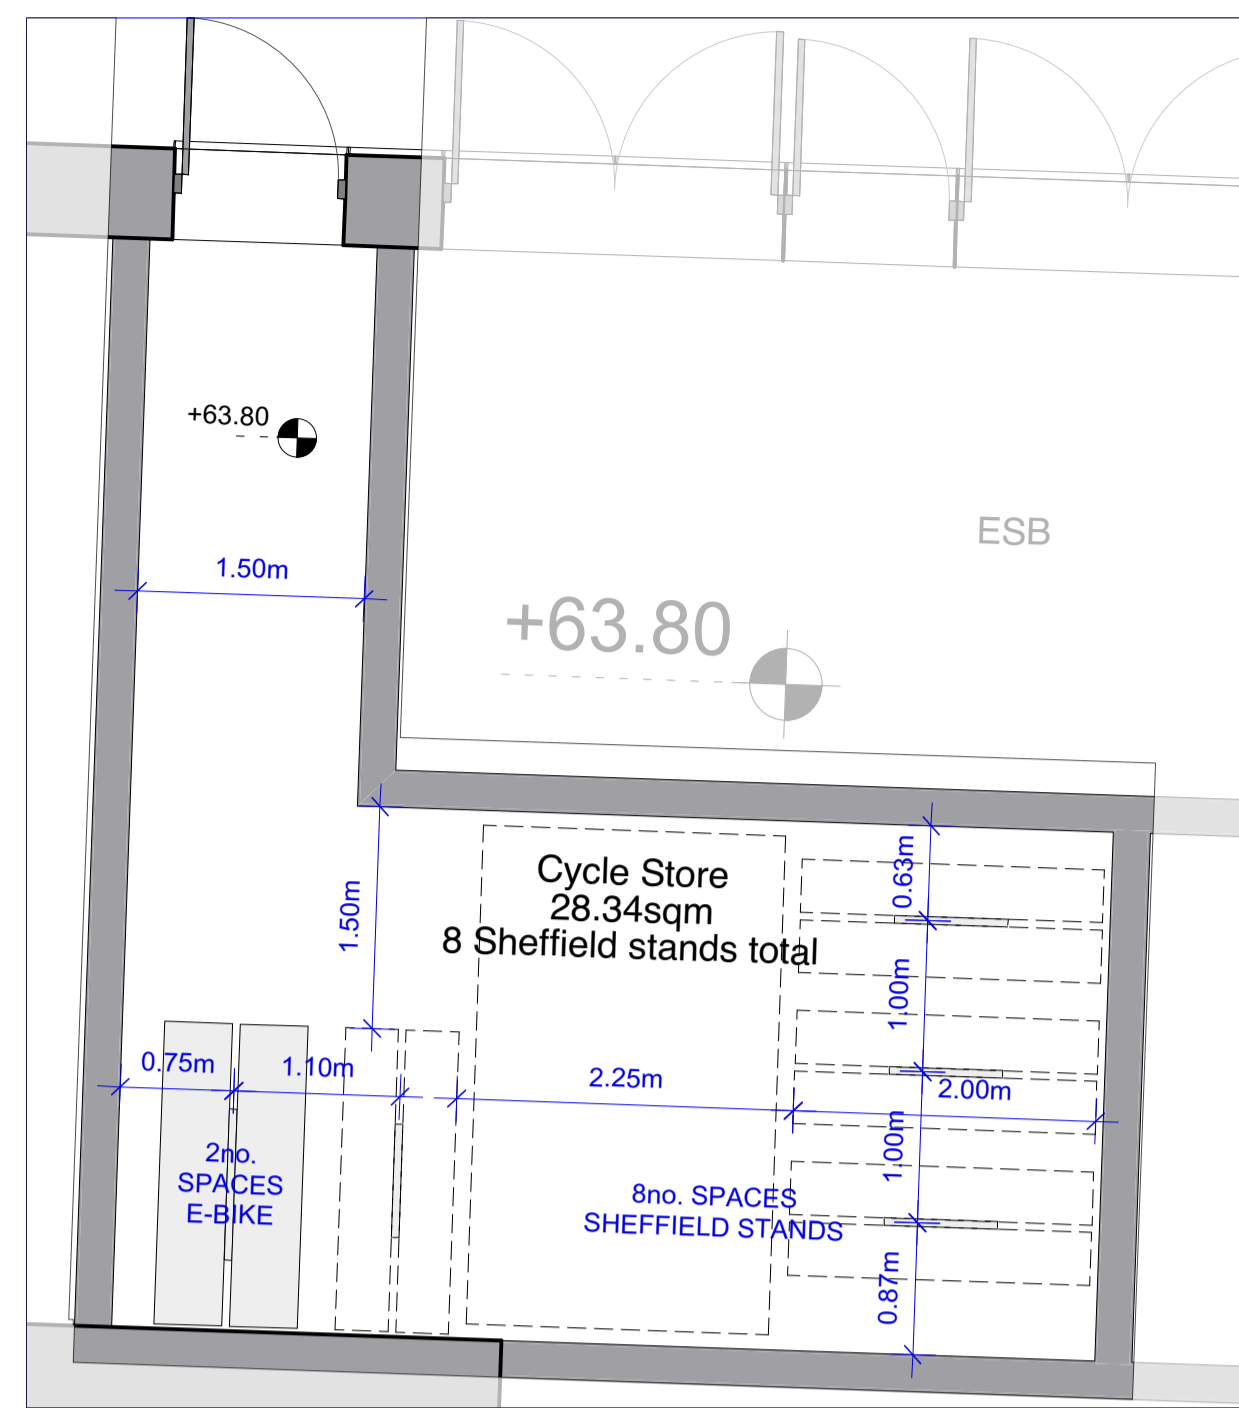 +63.80
1.50m
ESB
+63.80
0.63m
Cycle Store
28.34sqm
8 Sheffield stands total
1.50m
1.00m
0.75m
1.10m
2.25m
2.00m
1.00m
2no.
SPACES
E-BIKE
8no. SPACES
SHEFFIELD STANDS
0.87m